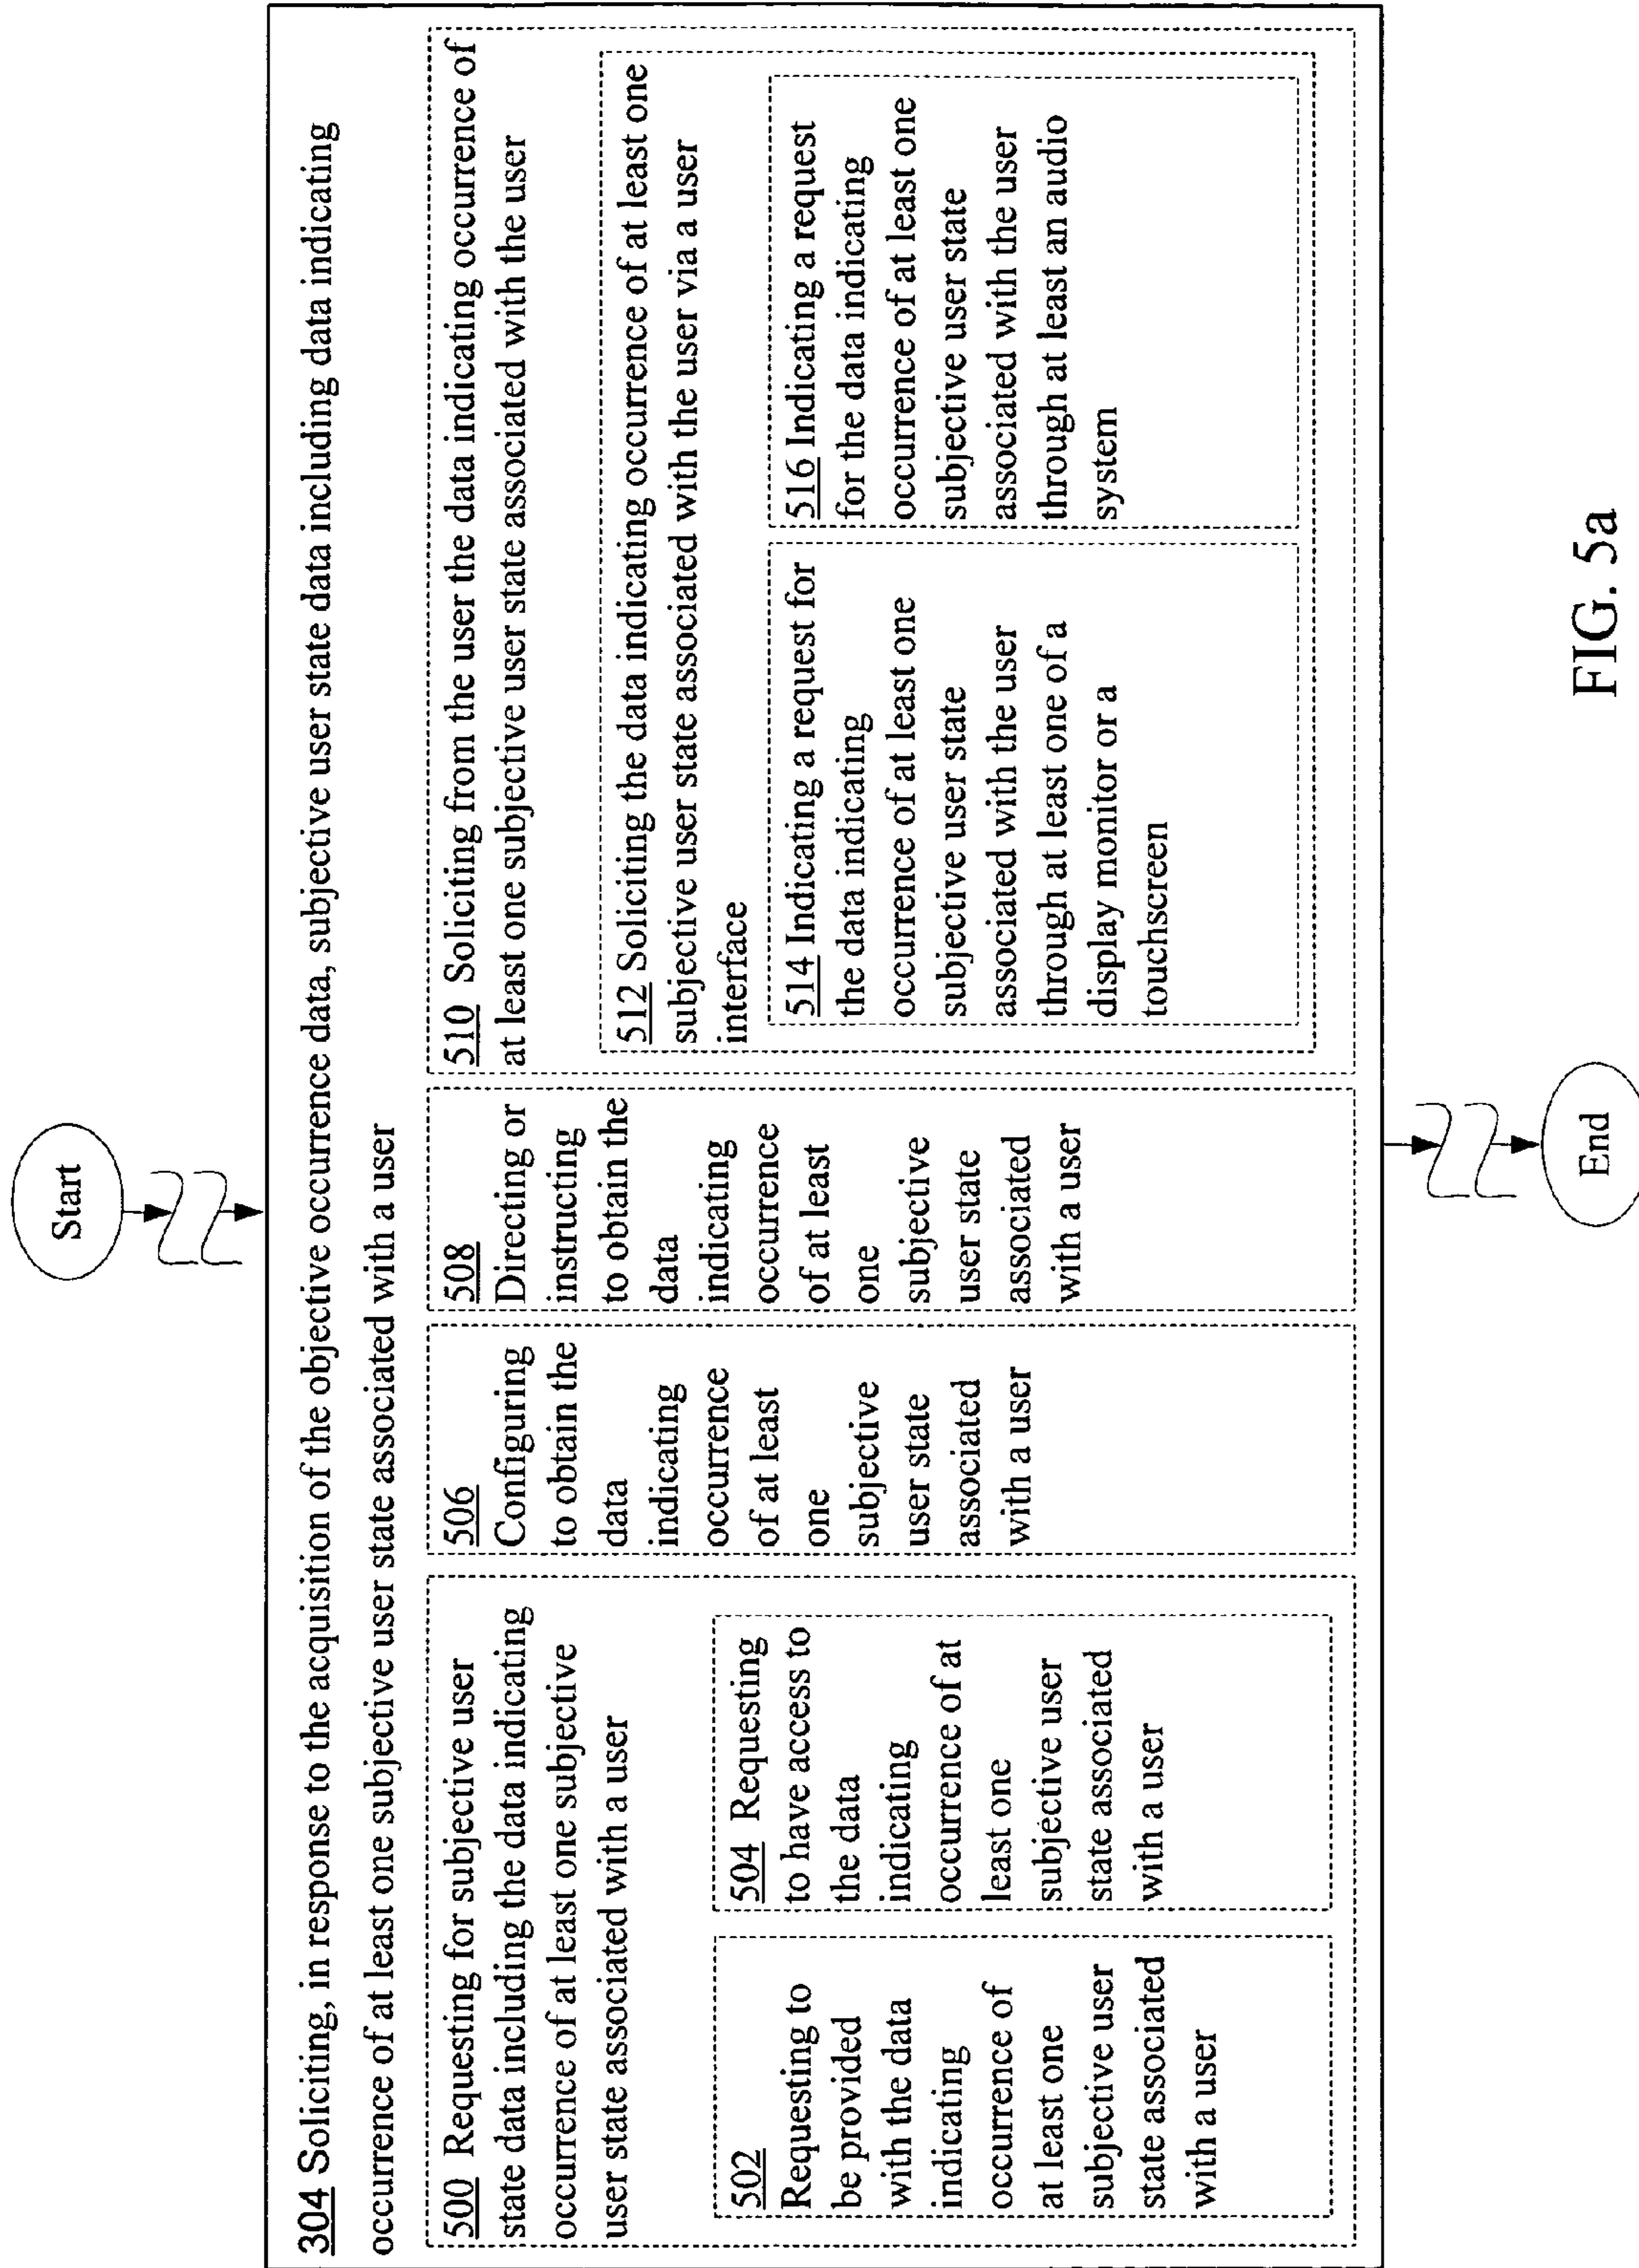 Start
304 Soliciting, in response to the acquisition of the objective occurrence data, subjective user state data including data indicating
occurrence of at least one subjective user state associated with a user
500 Requesting for subjective user
state data including the data indicating
occurrence of at least one subjective
user state associated with a user
502
Requesting to
be provided
with the data
indicating
occurrence of
at least one
subjective user
state associated
with a user
504 Requesting
to have access to
the data
indicating
occurrence of at
least one
subjective user
state associated
with a user
506
Configuring
to obtain the
data
indicating
occurrence
of at least
one
subjective
user state
associated
with a user
508
Directing or
instructing
to obtain the
data
indicating
occurrence
of at least
one
subjective
user state
associated
with a user
510 Soliciting from the user the data indicating occurrence of
at least one subjective user state associated with the user
512 Soliciting the data indicating occurrence of at least one
subjective user state associated with the user via a user
interface
514 Indicating a request for
the data indicating
occurrence of at least one
subjective user state
associated with the user
through at least one of a
display monitor or a
touchscreen
516 Indicating a request
for the data indicating
occurrence of at least one
subjective user state
associated with the user
through at least an audio
system
End
FIG. 5a